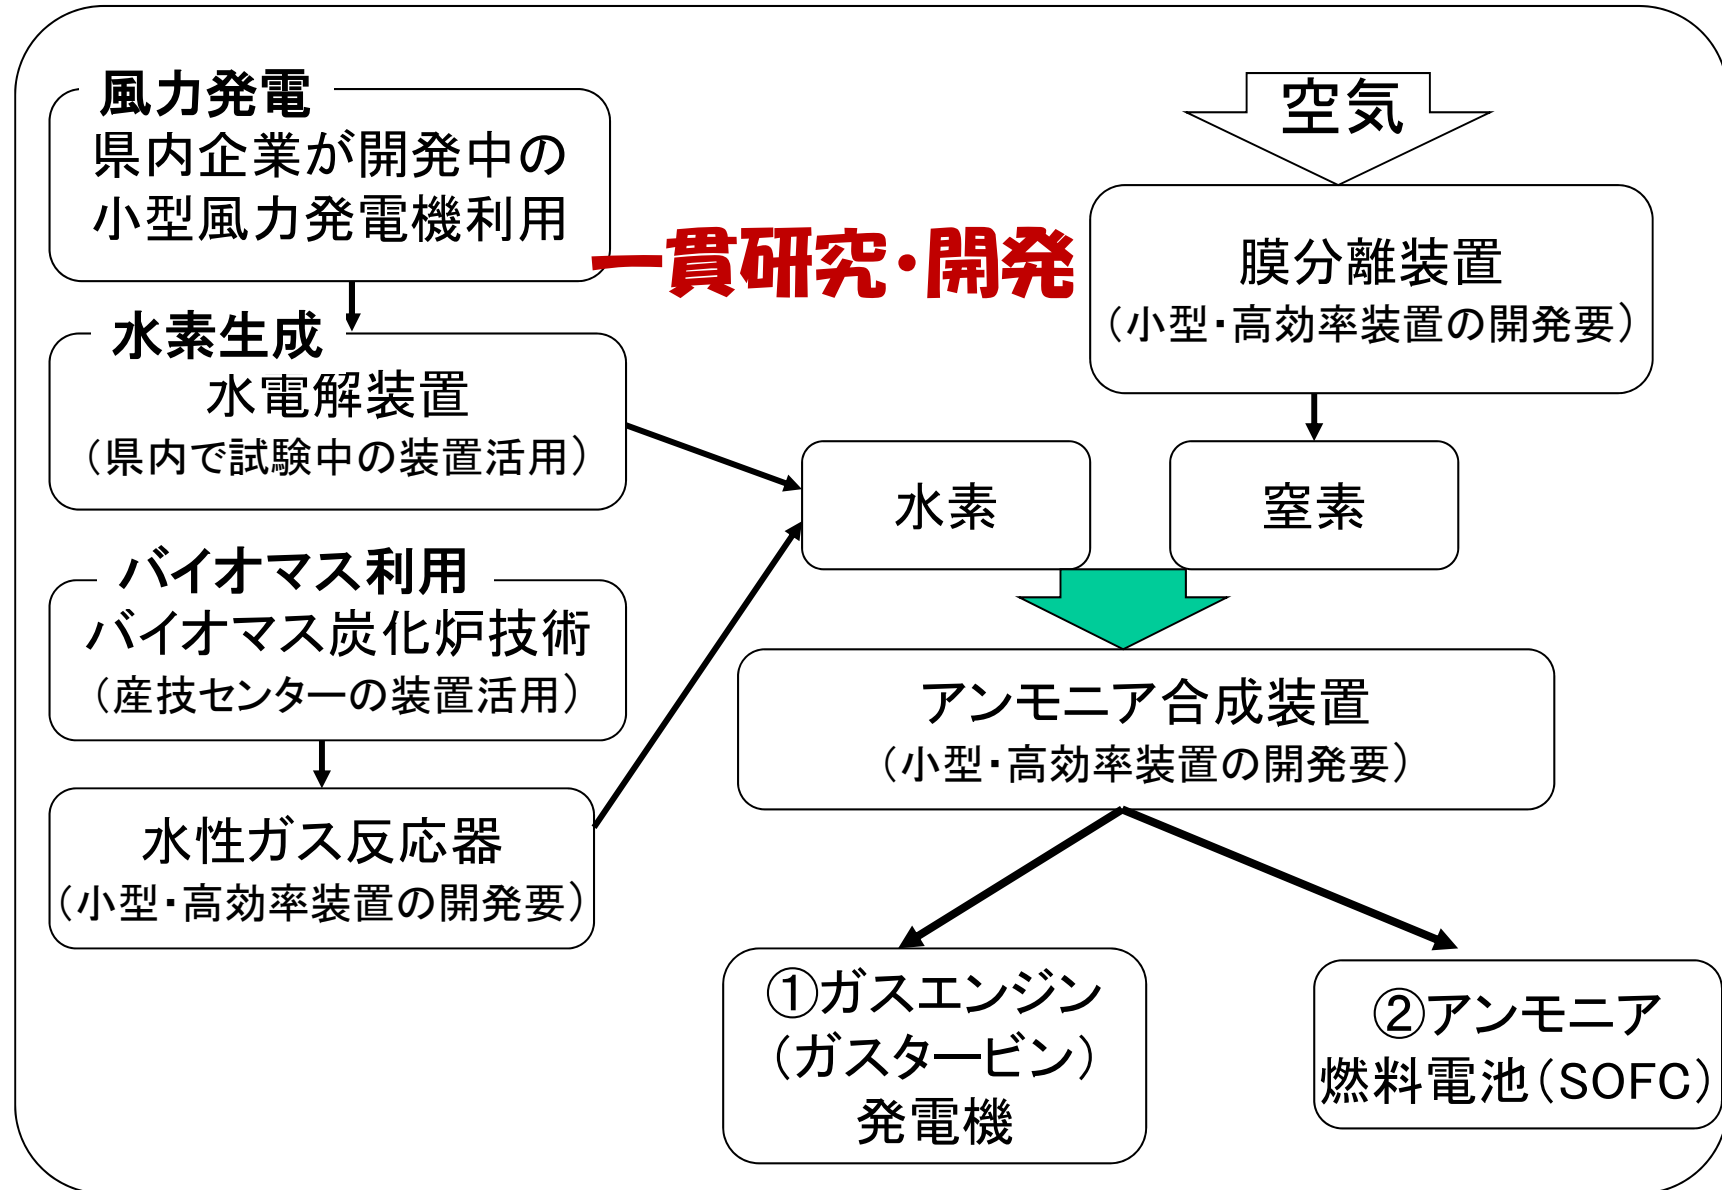 風力発電
県内企業が開発中の
小型風力発電機利用
水素生成
水電解装置
（県内で試験中の装置活用）
バイオマス利用
バイオマス炭化炉技術
（産技センターの装置活用）
水性ガス反応器
（小型・高効率装置の開発要）
一貫研究・開発
空気
膜分離装置
（小型・高効率装置の開発要）
水素
窒素
アンモニア合成装置
（小型・高効率装置の開発要）
①ガスエンジン
（ガスタービン）
発電機
②アンモニア
燃料電池（SOFC）